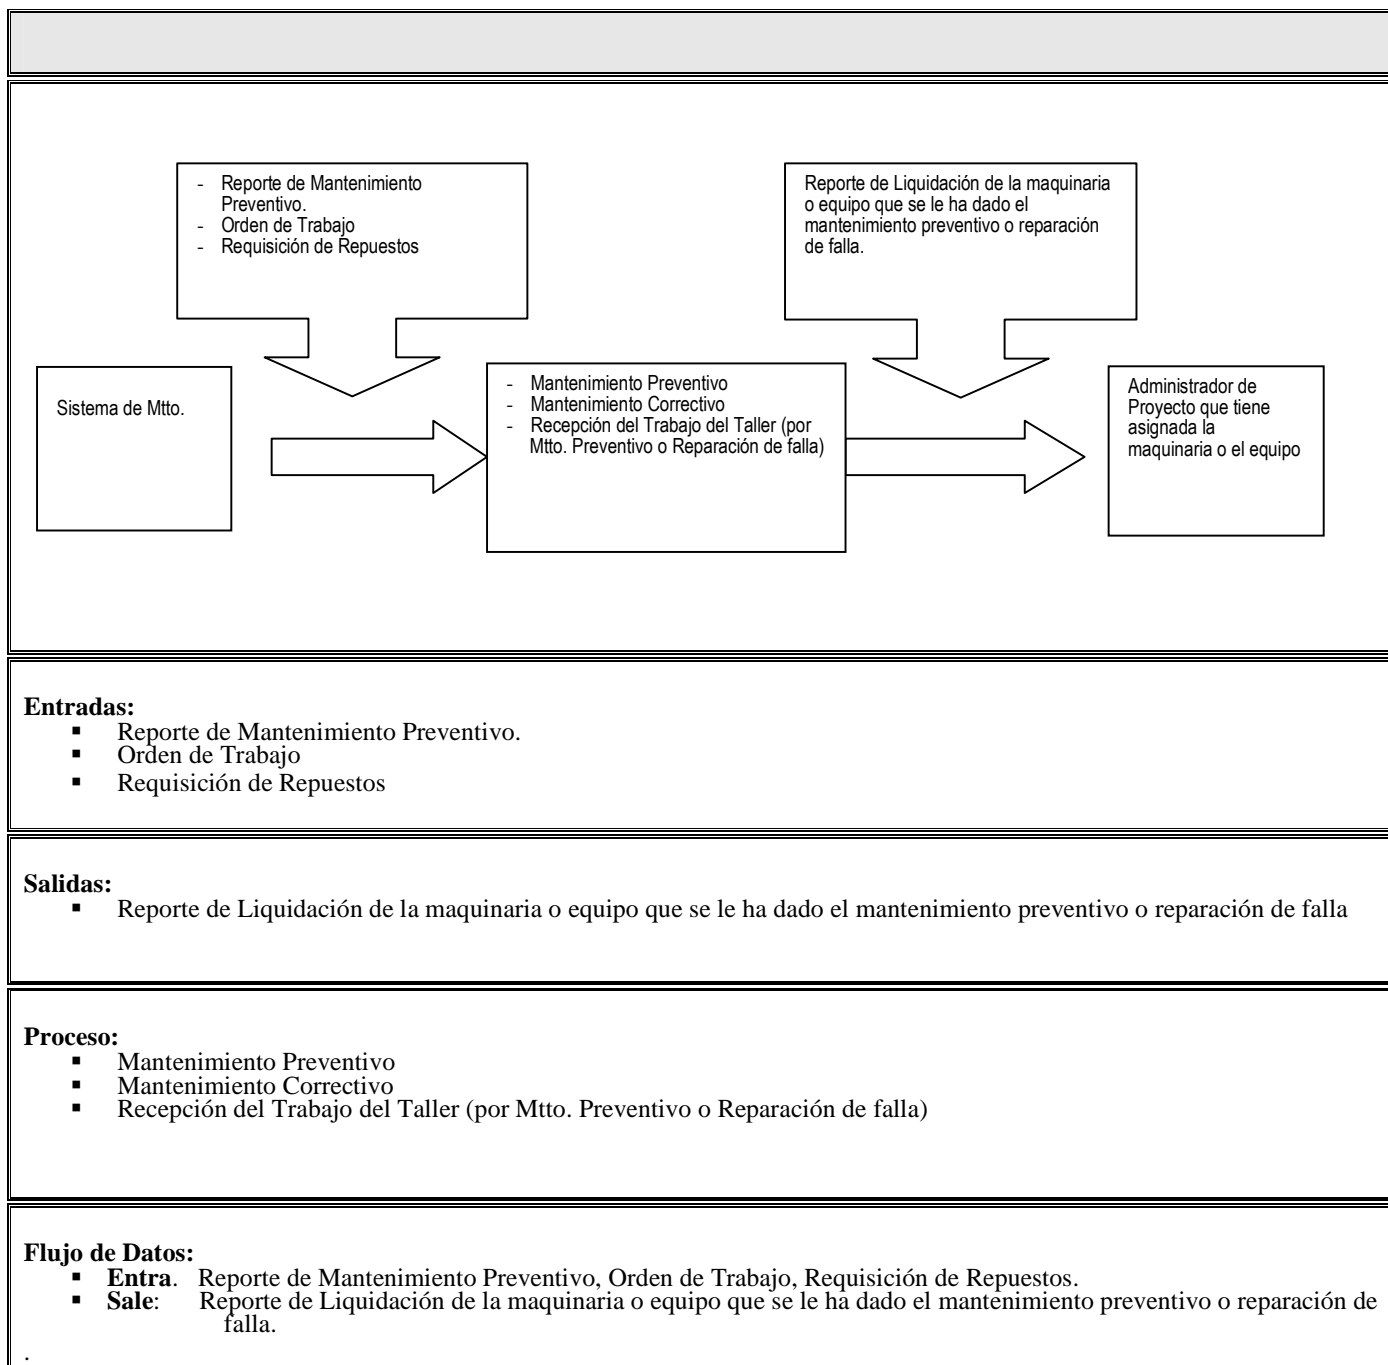 - Reporte de Mantenimiento
Preventivo.
- Orden de Trabajo
- Requisición de Repuestos
Reporte de Liquidación de la maquinaria
o equipo que se le ha dado el
mantenimiento preventivo o reparación
de falla.
Sistema de Mtto.
- Mantenimiento Preventivo
- Mantenimiento Correctivo
- Recepción del Trabajo del Taller (por
Mtto. Preventivo o Reparación de falla)
Administrador de
Proyecto que tiene
asignada la
maquinaria o el equipo
Entradas:
▪ Reporte de Mantenimiento Preventivo.
▪ Orden de Trabajo
▪ Requisición de Repuestos
Salidas:
▪ Reporte de Liquidación de la maquinaria o equipo que se le ha dado el mantenimiento preventivo o reparación de falla
Proceso:
▪ Mantenimiento Preventivo
▪ Mantenimiento Correctivo
▪ Recepción del Trabajo del Taller (por Mtto. Preventivo o Reparación de falla)
Flujo de Datos:
▪ Entra. Reporte de Mantenimiento Preventivo, Orden de Trabajo, Requisición de Repuestos.
▪ Sale: Reporte de Liquidación de la maquinaria o equipo que se le ha dado el mantenimiento preventivo o reparación de
falla.
.